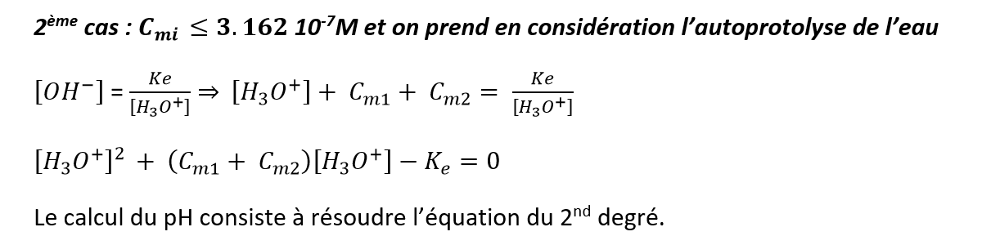 2ème cas : Cmi ≤ 3.162 10-7M et on prend en considération l’autoprotolyse de l’eau
[OH−] = Ke/[H3O+] ⇒ [H3O+] + Cm1 + Cm2 = Ke/[H3O+]
[H3O+]2 + (Cm1 + Cm2)[H3O+] − Ke = 0
Le calcul du pH consiste à résoudre l’équation du 2nd degré.